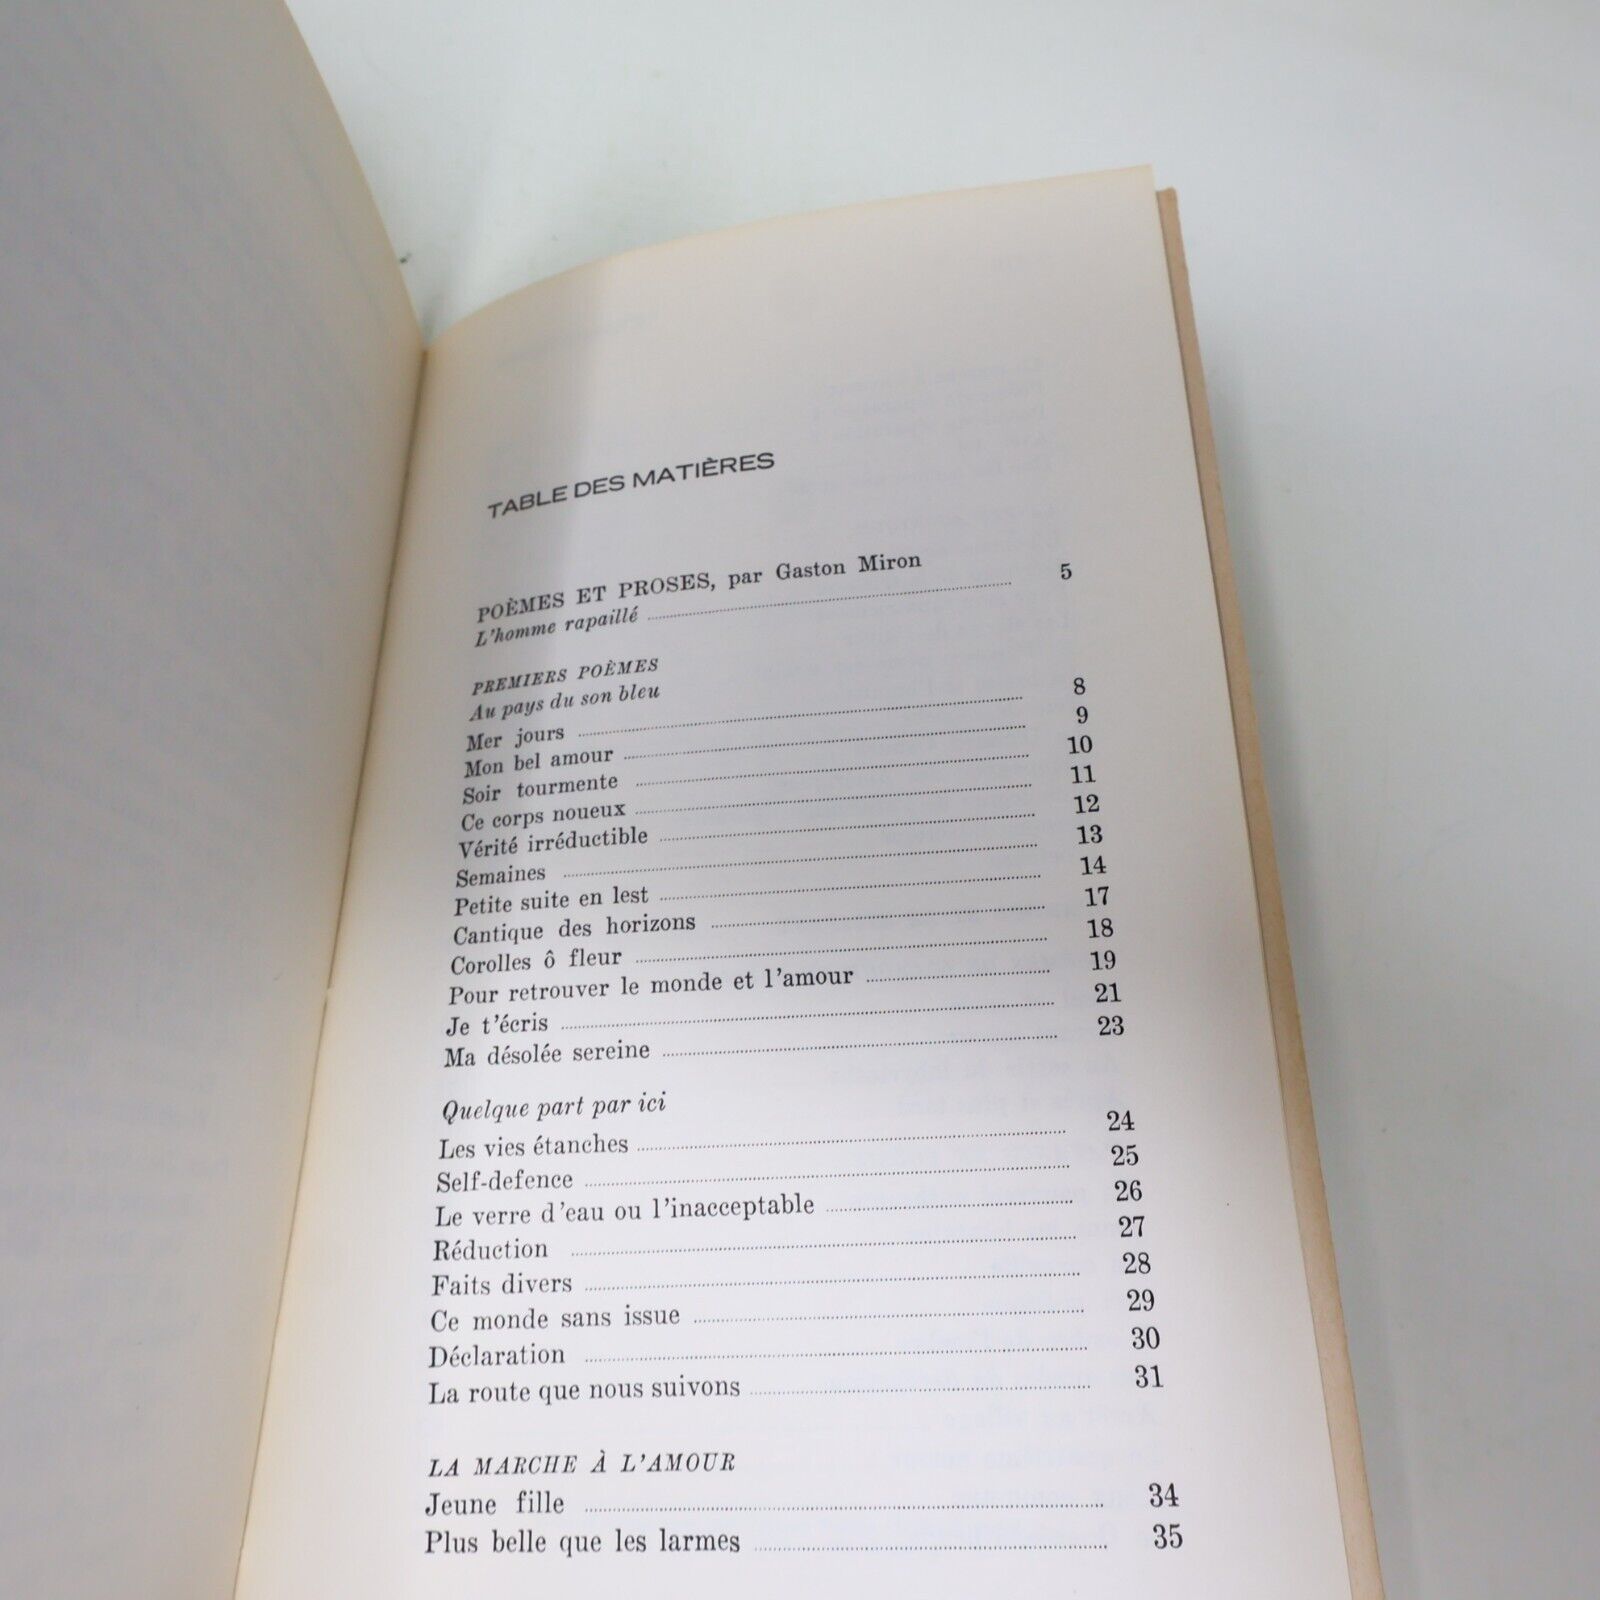 TABLE DES MATIÈRES
POÈMES ET PROSES, par Gaston Miron
L'homme rapaillé 5
PREMIERS POÈMES
Au pays du son bleu
Mer jours 8
Mon bel amour 9
Soir tourmente 10
Ce corps noueux 11
Vérité irréductible 12
Semaines 13
Petite suite en lest 14
Cantique des horizons 17
Corolles ô fleur 18
Pour retrouver le monde et l'amour 19
Je t'écris 21
Ma désolée sereine 23
Quelque part par ici
Les vies étanches 24
Self-defence 25
Le verre d'eau ou l'inacceptable 26
Réduction 27
Faits divers 28
Ce monde sans issue 29
Déclaration 30
La route que nous suivons 31
LA MARCHE À L'AMOUR
Jeune fille 34
Plus belle que les larmes 35